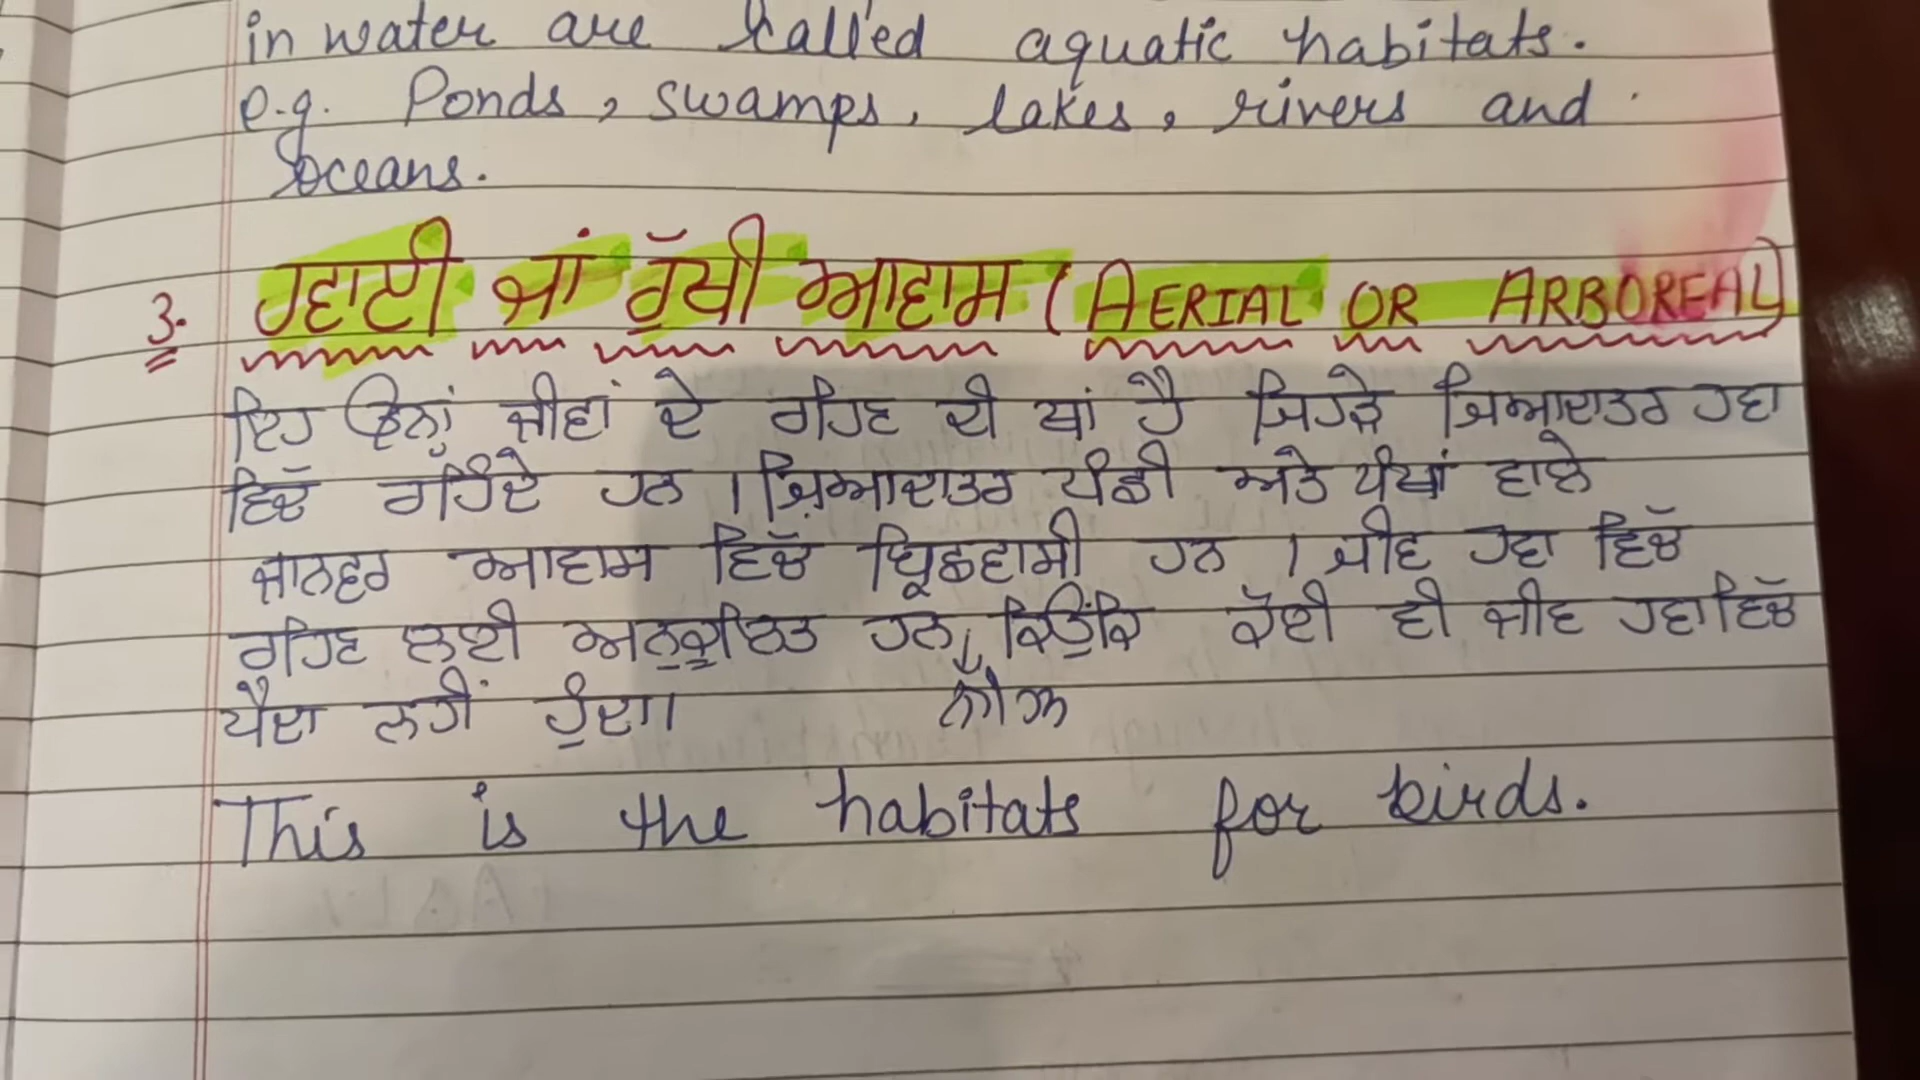 in water are called aquatic habitats.
e.g. Ponds, swamps, lakes, rivers and
oceans.
3. ਹਵਾਈ ਜਾਂ ਰੁੱਖੀ ਆਵਾਸ (AERIAL OR ARBOREAL)
ਇਹ ਉਨ੍ਹਾਂ ਜੀਵਾਂ ਦੇ ਰਹਿਣ ਦੀ ਥਾਂ ਹੈ ਜਿਹੜੇ ਜ਼ਿਆਦਾਤਰ ਹਵਾ
ਵਿੱਚ ਰਹਿੰਦੇ ਹਨ । ਜ਼ਿਆਦਾਤਰ ਪੰਛੀ ਅਤੇ ਪੰਖਾਂ ਵਾਲੇ
ਜਾਨਵਰ ਆਵਾਸ ਵਿੱਚ ਹਨ । ਜੀਵ ਹਵਾ ਵਿੱਚ
ਰਹਿਣ ਲਈ ਅਨੁਕੂਲਿਤ ਹਨ, ਕਿਉਂਕਿ ਕੋਈ ਵੀ ਜੀਵ ਹਵਾ ਵਿੱਚ
ਪੈਦਾ ਨਹੀਂ ਹੁੰਦਾ।
This is the habitats for birds.